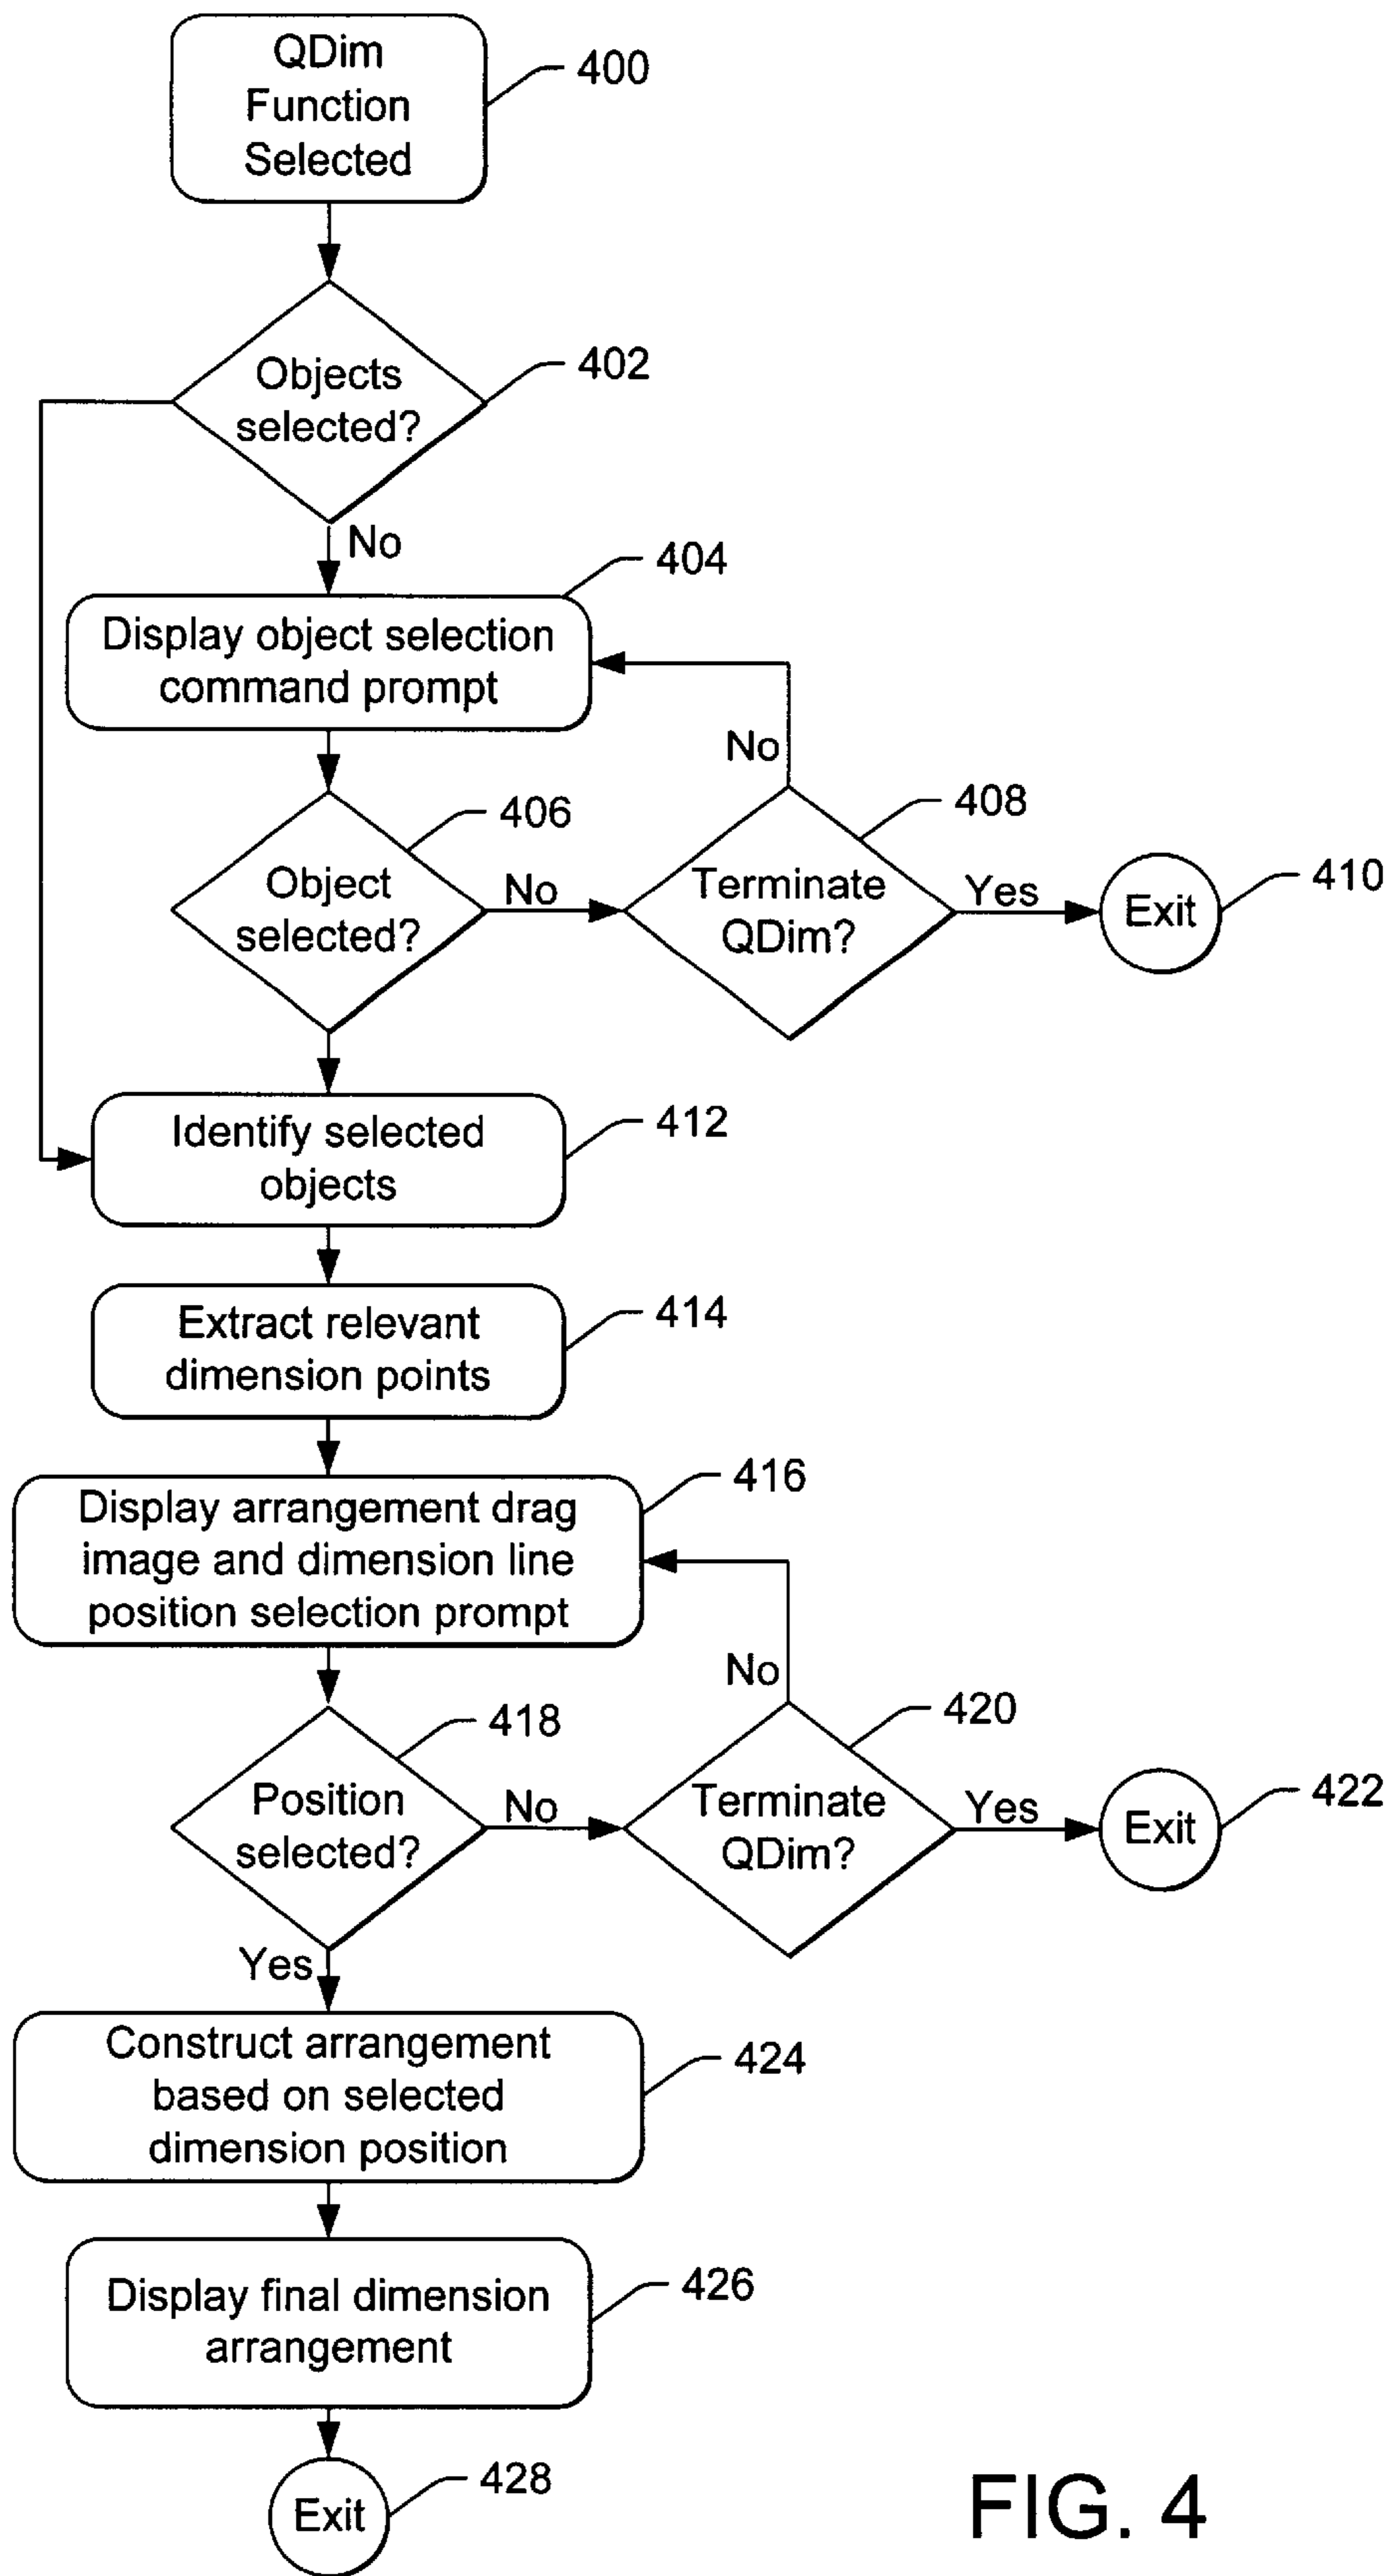 QDim
Function
Selected
400
Objects
selected?
402
No
404
Display object selection
command prompt
No
406
408
Object
selected?
No
Terminate
QDim?
Yes
Exit
410
Identify selected
objects
412
Extract relevant
dimension points
414
Display arrangement drag
image and dimension line
position selection prompt
416
No
418
420
Position
selected?
No
Terminate
QDim?
Yes
Exit
422
Yes
Construct arrangement
based on selected
dimension position
424
Display final dimension
arrangement
426
Exit
428
FIG. 4